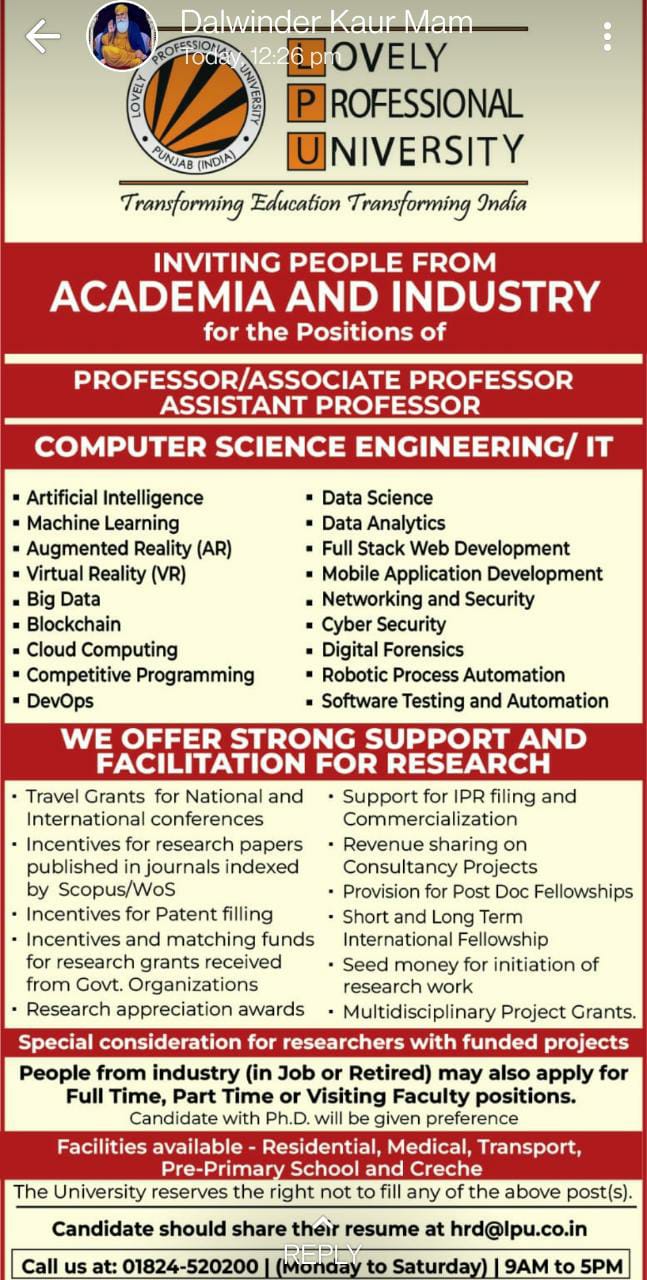 Dalwinder Kaur Mam
Today, 12:26 pm
LOVELY PROFESSIONAL UNIVERSITY
PUNJAB (INDIA)
LOVELY
PROFESSIONAL
UNIVERSITY
Transforming Education Transforming India
INVITING PEOPLE FROM
ACADEMIA AND INDUSTRY
for the Positions of
PROFESSOR/ASSOCIATE PROFESSOR
ASSISTANT PROFESSOR
COMPUTER SCIENCE ENGINEERING/ IT
▪ Artificial Intelligence
▪ Machine Learning
▪ Augmented Reality (AR)
▪ Virtual Reality (VR)
▪ Big Data
▪ Blockchain
▪ Cloud Computing
▪ Competitive Programming
▪ DevOps
▪ Data Science
▪ Data Analytics
▪ Full Stack Web Development
▪ Mobile Application Development
▪ Networking and Security
▪ Cyber Security
▪ Digital Forensics
▪ Robotic Process Automation
▪ Software Testing and Automation
WE OFFER STRONG SUPPORT AND
FACILITATION FOR RESEARCH
▪ Travel Grants for National and
International conferences
▪ Incentives for research papers
published in journals indexed
by Scopus/WoS
▪ Incentives for Patent filling
▪ Incentives and matching funds
for research grants received
from Govt. Organizations
▪ Research appreciation awards
▪ Support for IPR filing and
Commercialization
▪ Revenue sharing on
Consultancy Projects
▪ Provision for Post Doc Fellowships
▪ Short and Long Term
International Fellowship
▪ Seed money for initiation of
research work
▪ Multidisciplinary Project Grants.
Special consideration for researchers with funded projects
People from industry (in Job or Retired) may also apply for
Full Time, Part Time or Visiting Faculty positions.
Candidate with Ph.D. will be given preference
Facilities available - Residential, Medical, Transport,
Pre-Primary School and Creche
The University reserves the right not to fill any of the above post(s).
Candidate should share their resume at hrd@lpu.co.in
REPLY
Call us at: 01824-520200 | (Monday to Saturday) | 9AM to 5PM